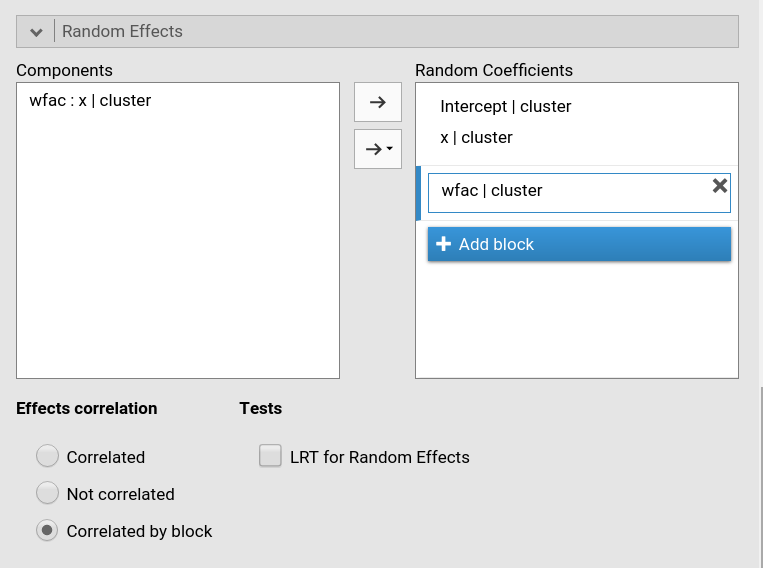 Random Effects
Components
Random Coefficients
wfac : x | cluster
Intercept | cluster
x | cluster
wfac | cluster
Add block
Effects correlation
Tests
Correlated
LRT for Random Effects
Not correlated
Correlated by block